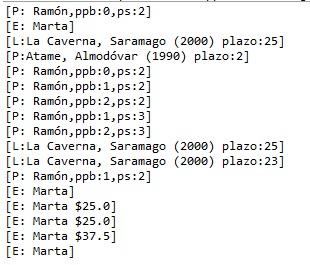 [P: Ramón,ppb:0,ps:2]
[E: Marta]
[L:La Caverna, Saramago (2000) plazo:25]
[P:Atame, Almodóvar (1990) plazo:2]
[P: Ramón,ppb:0,ps:2]
[P: Ramón,ppb:1,ps:2]
[P: Ramón,ppb:2,ps:2]
[P: Ramón,ppb:1,ps:3]
[P: Ramón,ppb:2,ps:3]
[L:La Caverna, Saramago (2000) plazo:25]
[L:La Caverna, Saramago (2000) plazo:23]
[P: Ramón,ppb:1,ps:2]
[E: Marta]
[E: Marta $25.0]
[E: Marta $25.0]
[E: Marta $37.5]
[E: Marta]